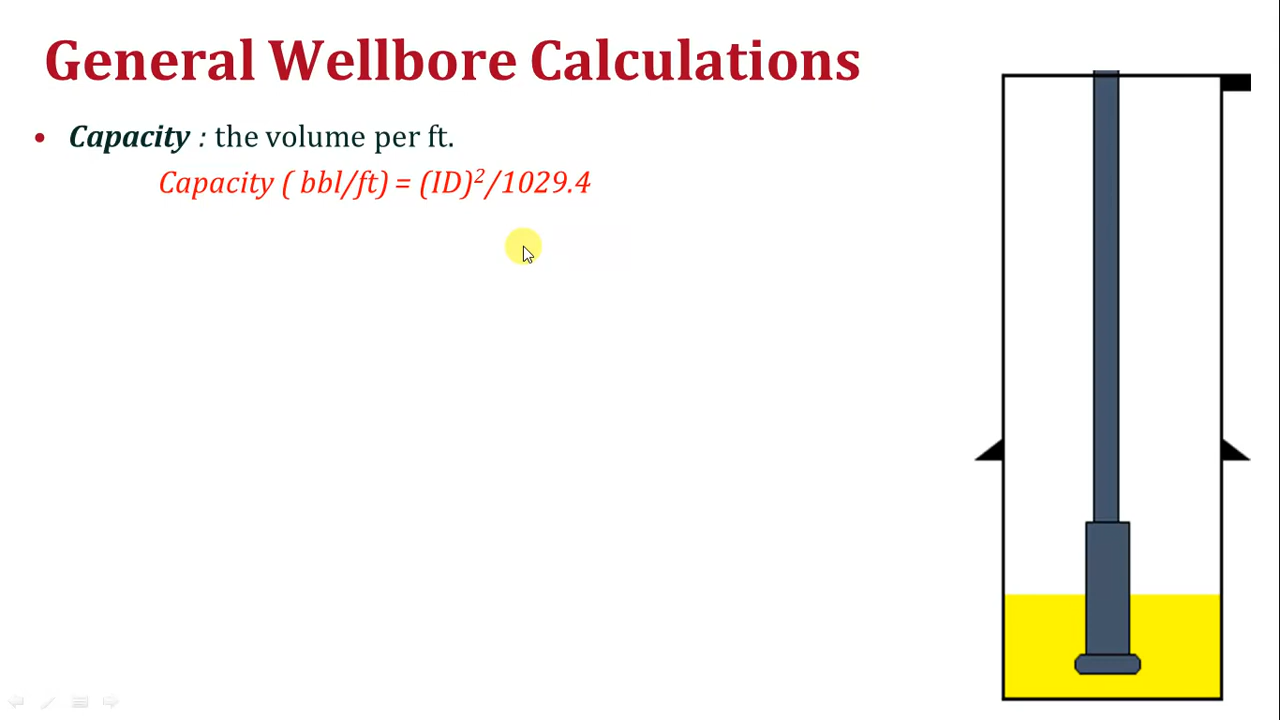 General Wellbore Calculations
• Capacity : the volume per ft.
Capacity ( bbl/ft) = (ID)²/1029.4